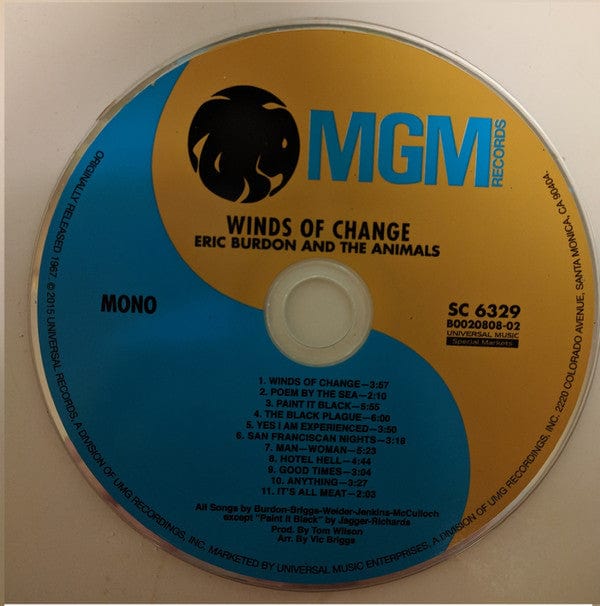 MGM
RECORDS
WINDS OF CHANGE
ERIC BURDON AND THE ANIMALS
MONO
SC 6329
B0020808-02
UNIVERSAL MUSIC
Special Markets
1. WINDS OF CHANGE—3:57
2. POEM BY THE SEA—2:10
3. PAINT IT BLACK—5:55
4. THE BLACK PLAGUE—6:00
5. YES I AM EXPERIENCED—3:50
6. SAN FRANCISCAN NIGHTS—3:18
7. MAN—WOMAN—5:23
8. HOTEL HELL—4:44
9. GOOD TIMES—3:04
10. ANYTHING—3:27
11. IT'S ALL MEAT—2:03
All Songs by Burdon-Briggs-Weider-Jenkins-McCulloch
except "Paint It Black" by Jagger-Richards
Prod. By Tom Wilson
Arr. By Vic Briggs
ORIGINALLY RELEASED 1967. © 2015 UNIVERSAL RECORDS, A DIVISION OF UMG RECORDINGS, INC. MARKETED BY UNIVERSAL MUSIC ENTERPRISES, A DIVISION OF UMG RECORDINGS, INC. 2220 COLORADO AVENUE, SANTA MONICA, CA 90404.